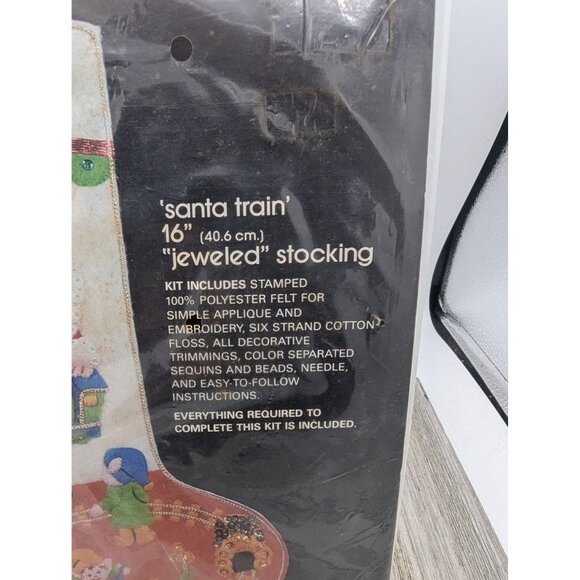 'santa train'
16" (40.6 cm.)
"jeweled" stocking
KIT INCLUDES STAMPED
100% POLYESTER FELT FOR
SIMPLE APPLIQUE AND
EMBROIDERY, SIX STRAND COTTON
FLOSS, ALL DECORATIVE
TRIMMINGS, COLOR SEPARATED
SEQUINS AND BEADS, NEEDLE,
AND EASY-TO-FOLLOW
INSTRUCTIONS.
EVERYTHING REQUIRED TO
COMPLETE THIS KIT IS INCLUDED.